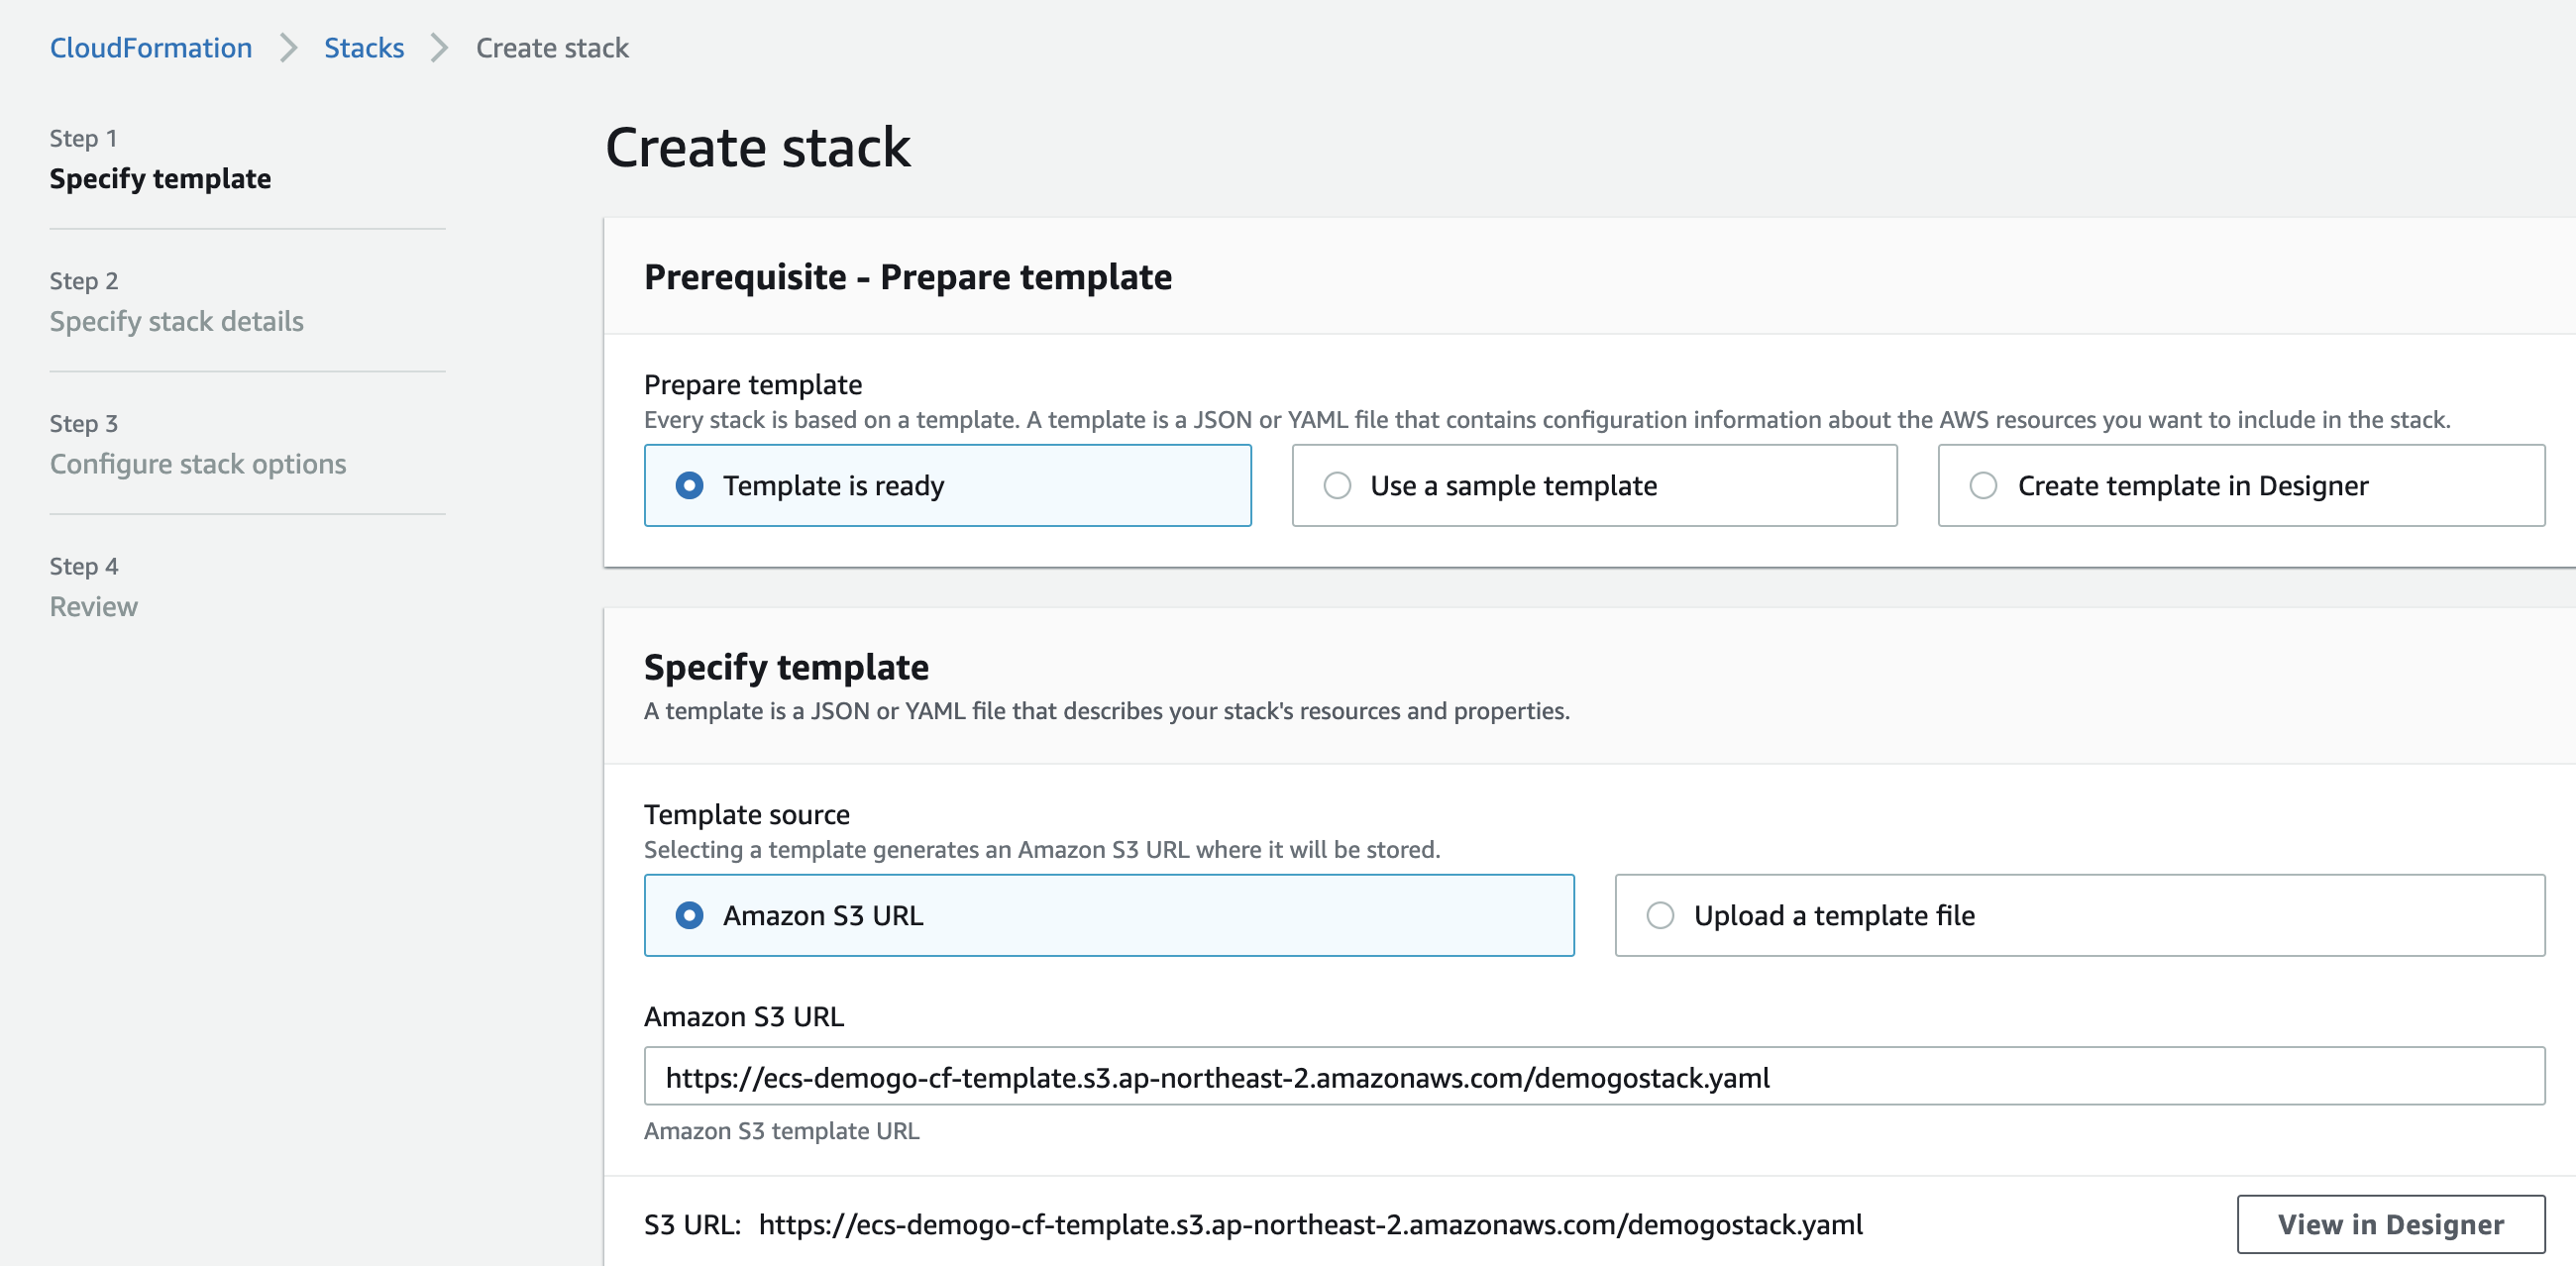 CloudFormation > Stacks > Create stack
Step 1
Specify template
Step 2
Specify stack details
Step 3
Configure stack options
Step 4
Review
Create stack
Prerequisite - Prepare template
Prepare template
Every stack is based on a template. A template is a JSON or YAML file that contains configuration information about the AWS resources you want to include in the stack.
Template is ready
Use a sample template
Create template in Designer
Specify template
A template is a JSON or YAML file that describes your stack's resources and properties.
Template source
Selecting a template generates an Amazon S3 URL where it will be stored.
Amazon S3 URL
Upload a template file
Amazon S3 URL
https://ecs-demogo-cf-template.s3.ap-northeast-2.amazonaws.com/demogostack.yaml
Amazon S3 template URL
S3 URL: https://ecs-demogo-cf-template.s3.ap-northeast-2.amazonaws.com/demogostack.yaml
View in Designer